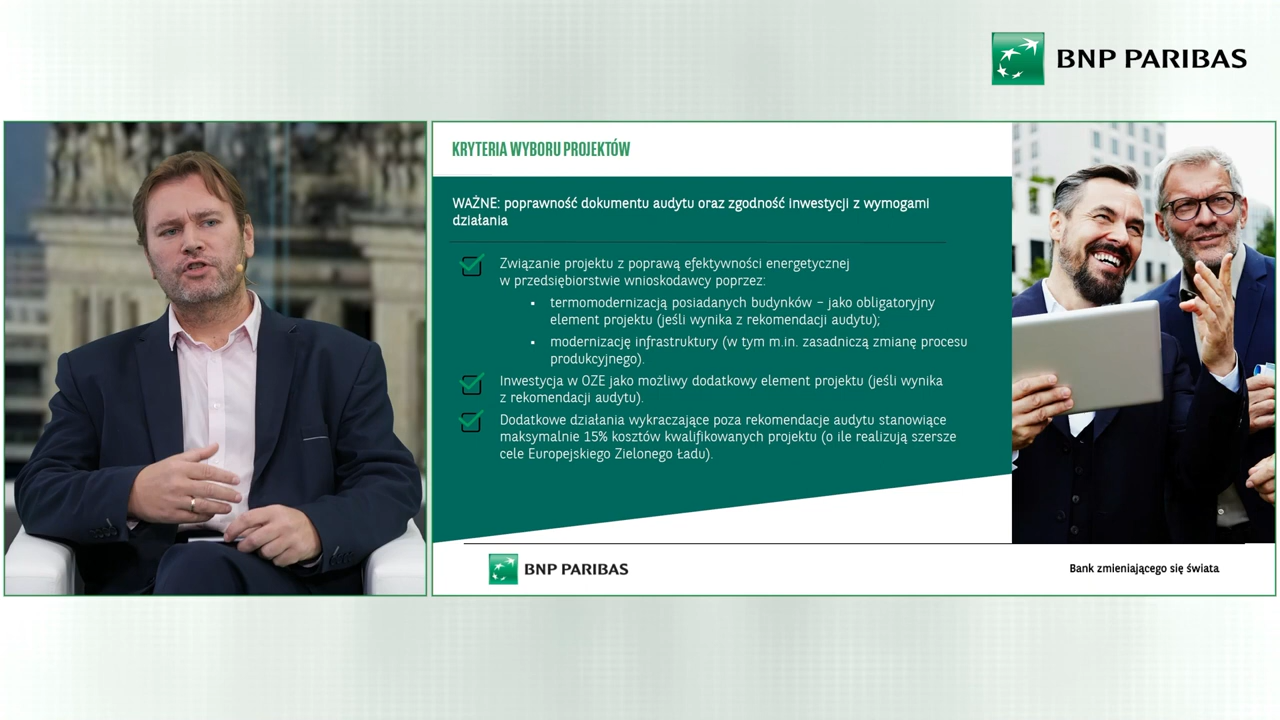 BNP PARIBAS
KRYTERIA WYBORU PROJEKTÓW
WAŻNE: poprawność dokumentu audytu oraz zgodność inwestycji z wymogami
działania
Związanie projektu z poprawą efektywności energetycznej
w przedsiębiorstwie wnioskodawcy poprzez:
▪ termomodernizacją posiadanych budynków – jako obligatoryjny
element projektu (jeśli wynika z rekomendacji audytu);
▪ modernizację infrastruktury (w tym m.in. zasadniczą zmianę procesu
produkcyjnego).
Inwestycja w OZE jako możliwy dodatkowy element projektu (jeśli wynika
z rekomendacji audytu).
Dodatkowe działania wykraczające poza rekomendacje audytu stanowiące
maksymalnie 15% kosztów kwalifikowanych projektu (o ile realizują szersze
cele Europejskiego Zielonego Ładu).
BNP PARIBAS
Bank zmieniającego się świata